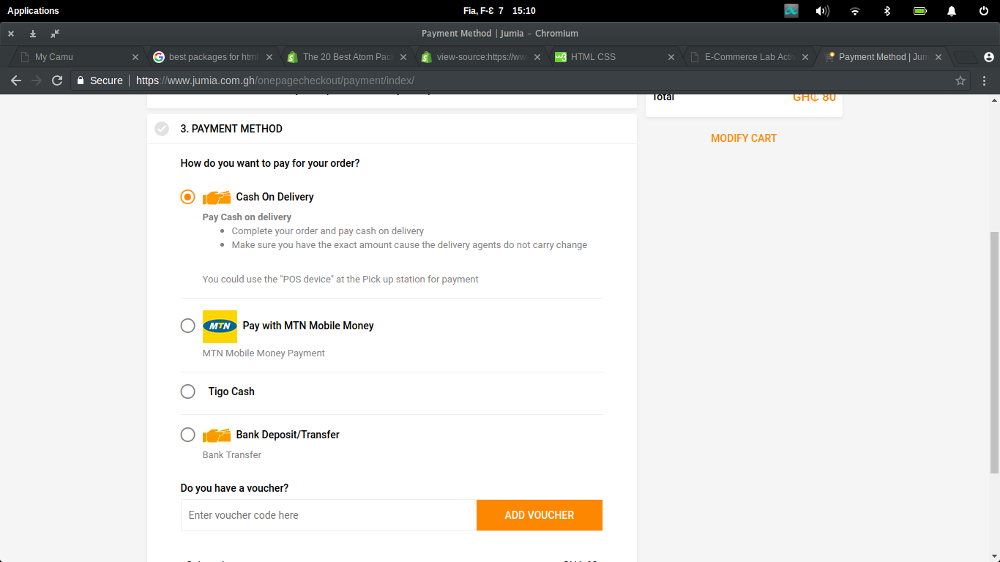 Applications
Fia, F-Ɛ 7 15:10
Payment Method | Jumia – Chromium
My Camu
best packages for html
The 20 Best Atom Pac
view-source:https://ww
HTML CSS
E-Commerce Lab Activ
Payment Method | Jum
Secure
https://www.jumia.com.gh/onepagecheckout/payment/index/
Total
GH₵ 80
MODIFY CART
3. PAYMENT METHOD
How do you want to pay for your order?
Cash On Delivery
Pay Cash on delivery
Complete your order and pay cash on delivery
Make sure you have the exact amount cause the delivery agents do not carry change
You could use the "POS device" at the Pick up station for payment
MTN
Pay with MTN Mobile Money
MTN Mobile Money Payment
Tigo Cash
Bank Deposit/Transfer
Bank Transfer
Do you have a voucher?
Enter voucher code here
ADD VOUCHER